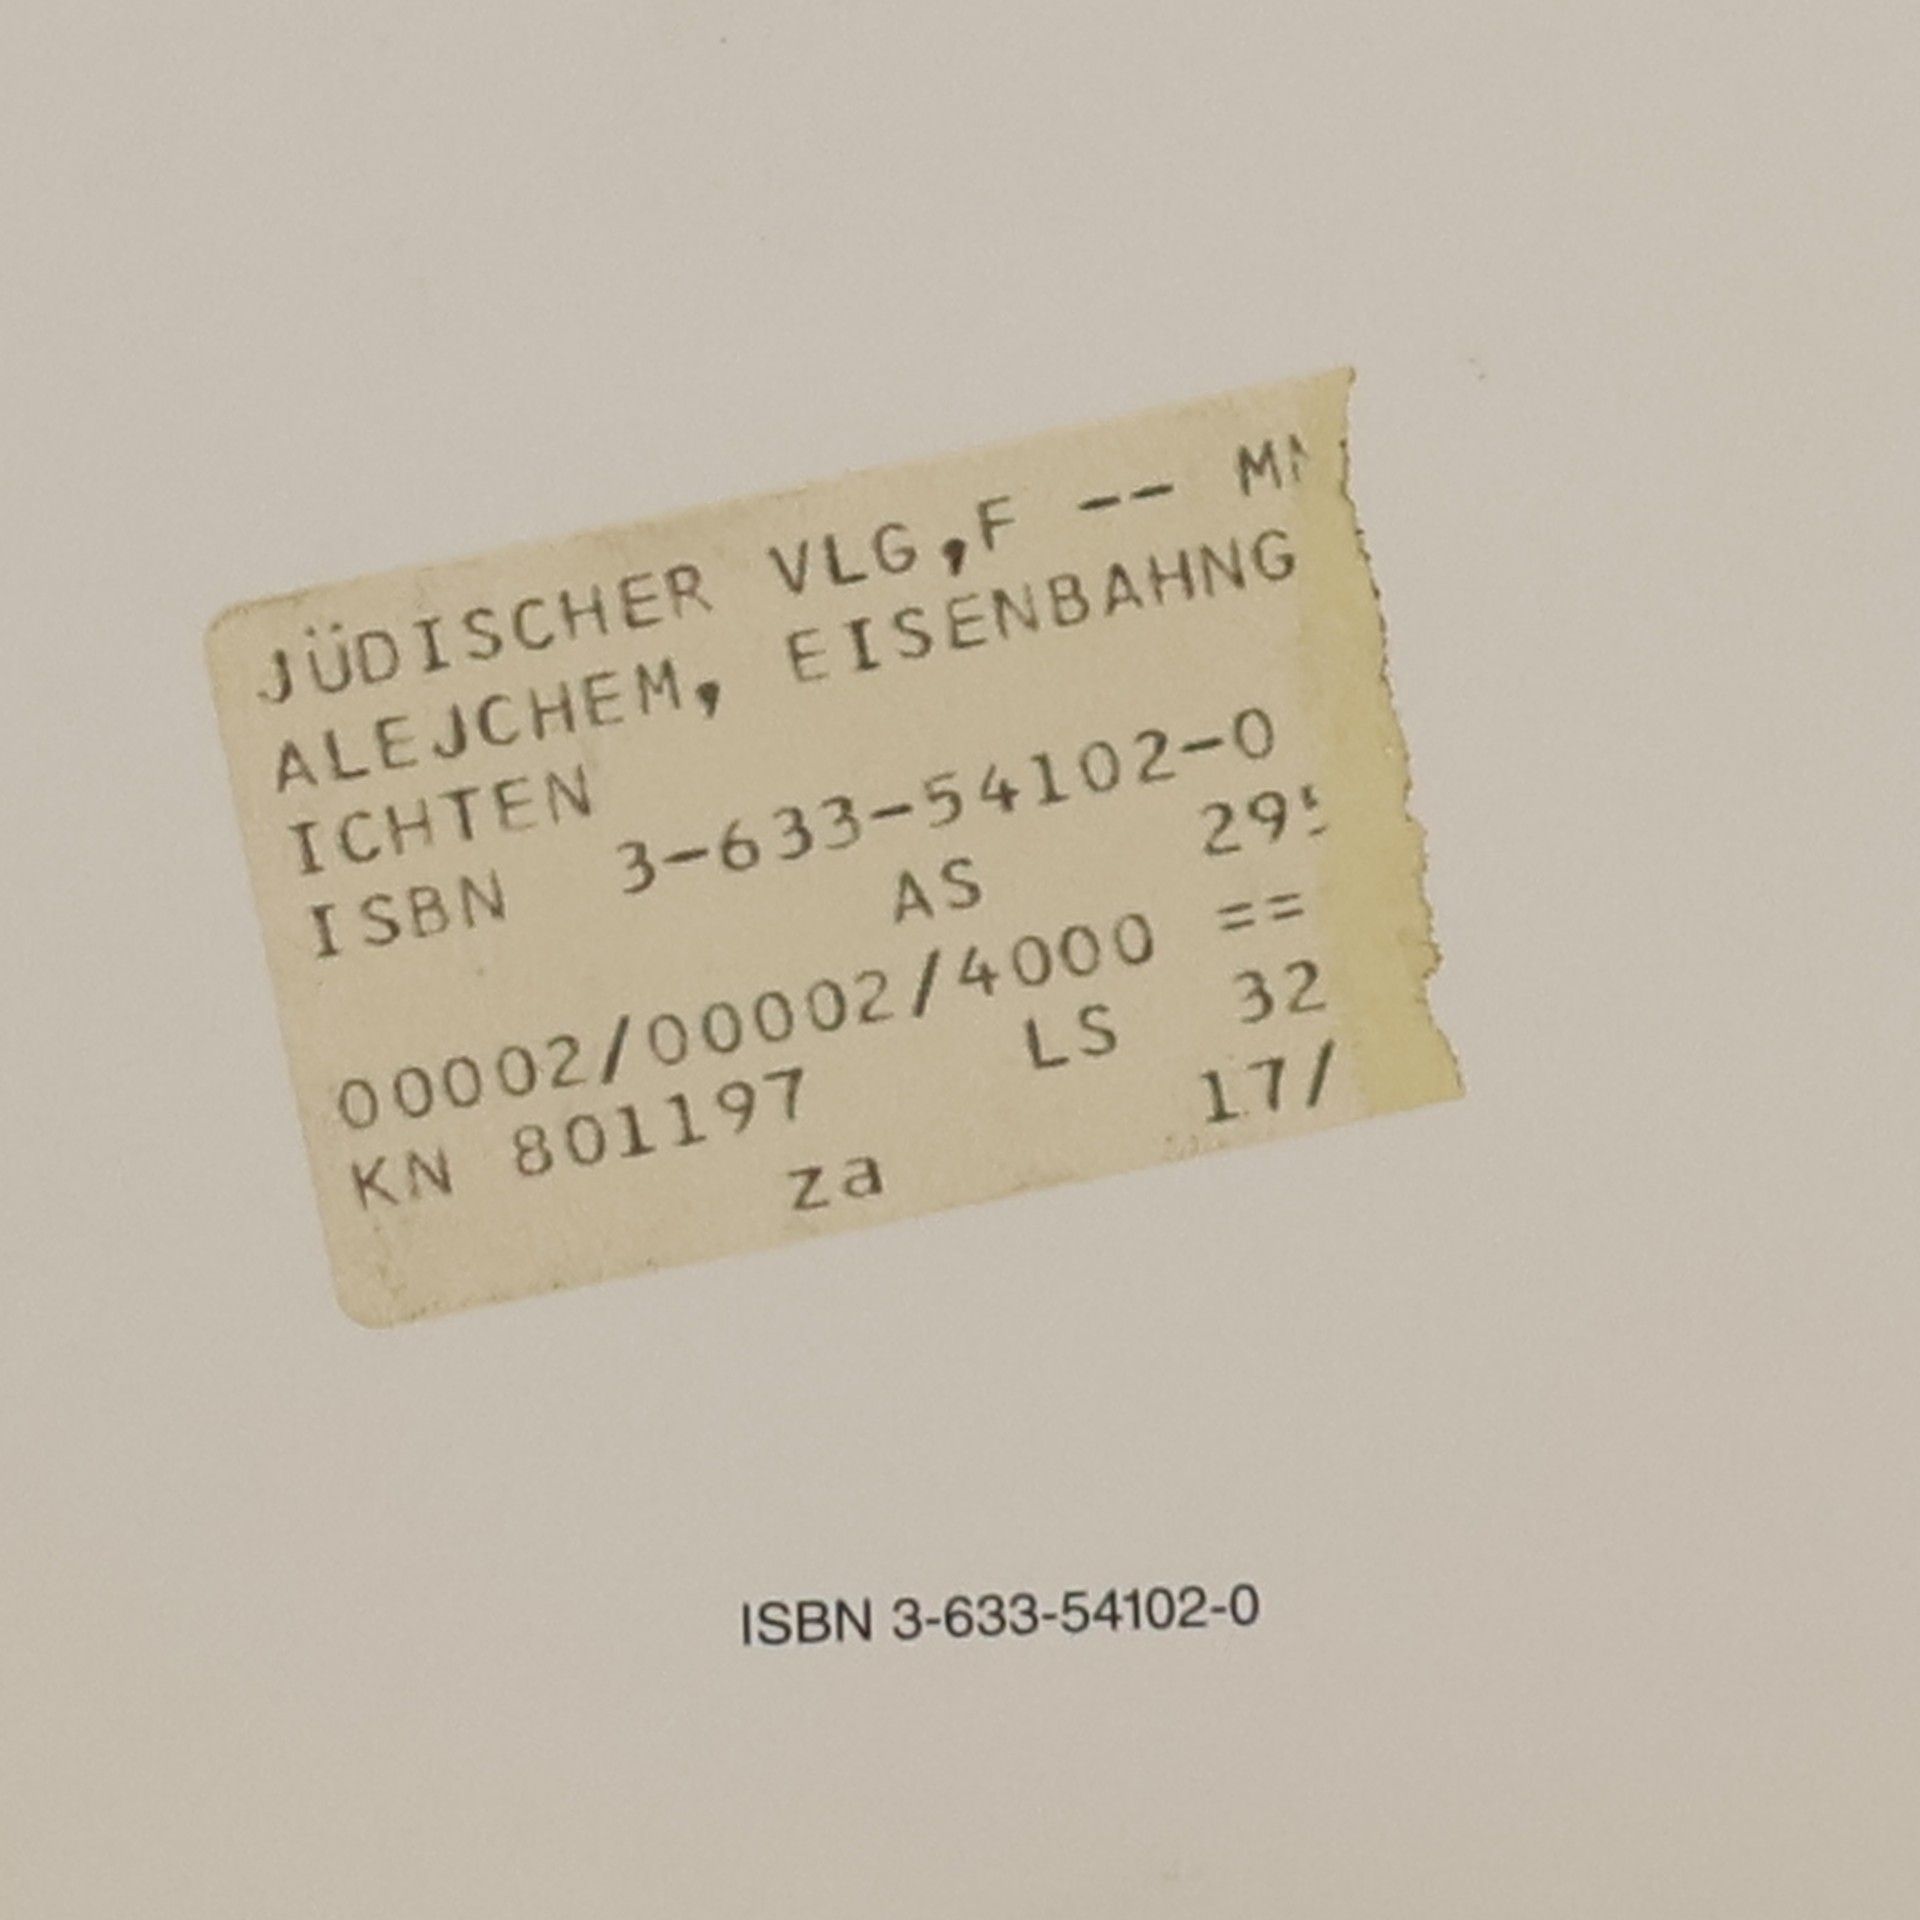 JÜDISCHER VLG,F --
ALEJCHEM, EISENBAHNG
ICHTEN
ISBN 3-633-54102-0
AS
00002/00002/4000 ==
KN 801197 LS 32
za 17/
ISBN 3-633-54102-0